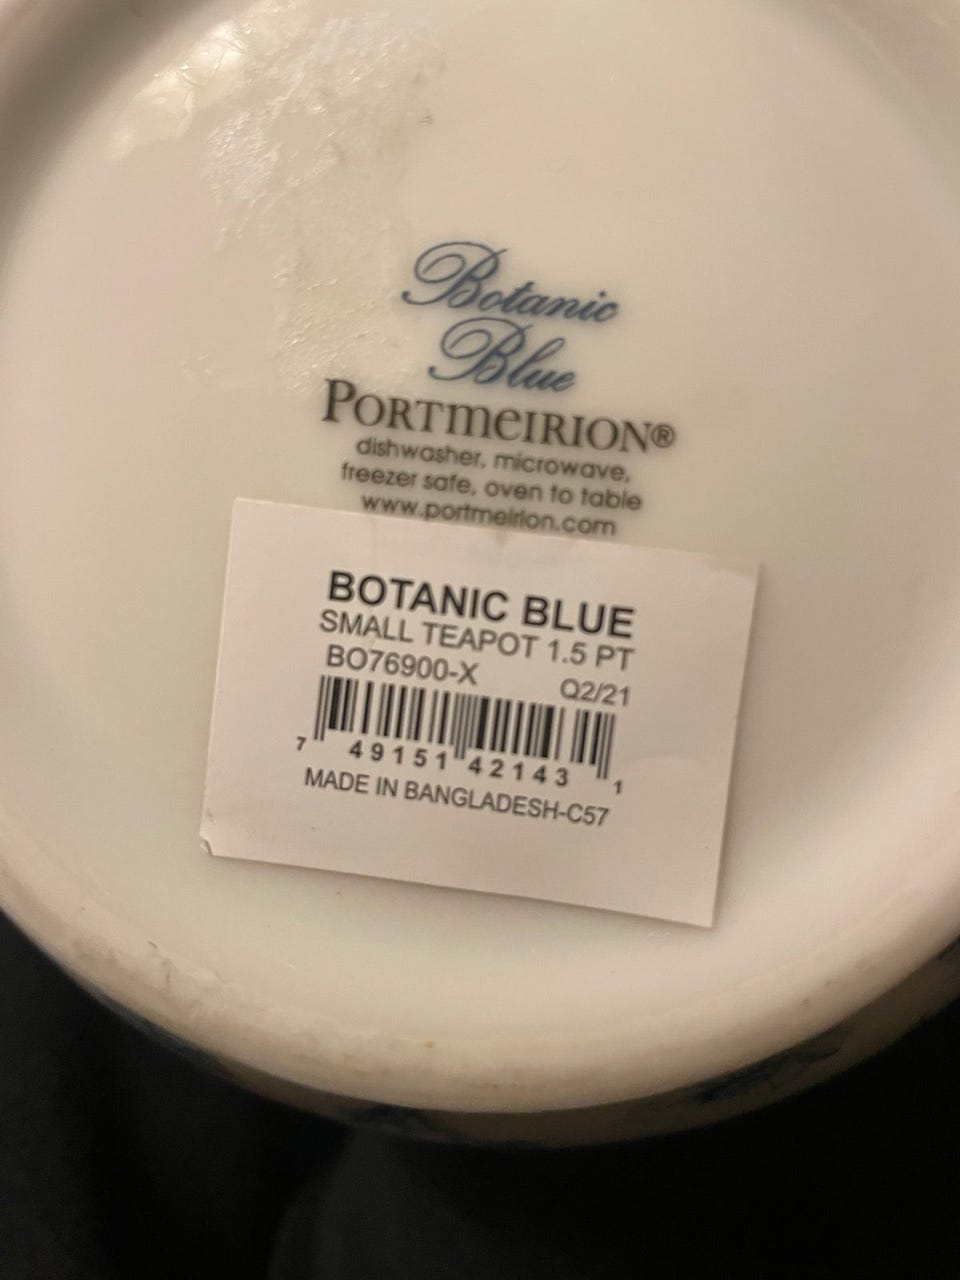 Botanic
Blue
PORTMEIRION®
dishwasher, microwave,
freezer safe, oven to table
www.portmeirion.com
BOTANIC BLUE
SMALL TEAPOT 1.5 PT
BO76900-X Q2/21
7 49151 42143 1
MADE IN BANGLADESH-C57